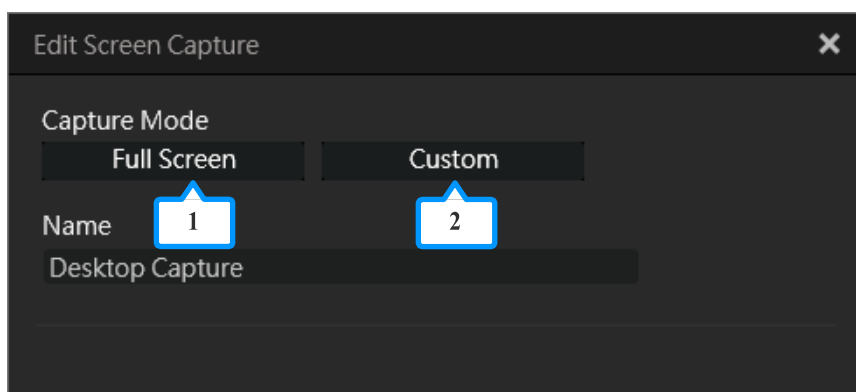 Edit Screen Capture ×
Capture Mode
Full Screen Custom
1 2
Name
Desktop Capture